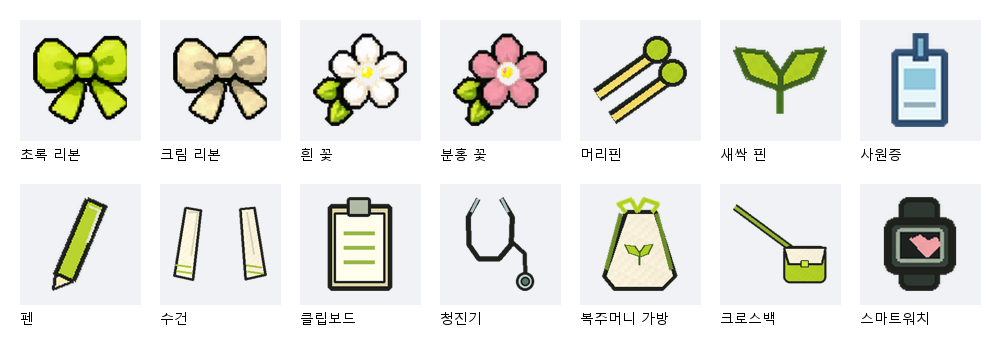 초록 리본
크림 리본
흰 꽃
분홍 꽃
머리핀
새싹 핀
사원증
펜
수건
클립보드
청진기
복주머니 가방
크로스백
스마트워치